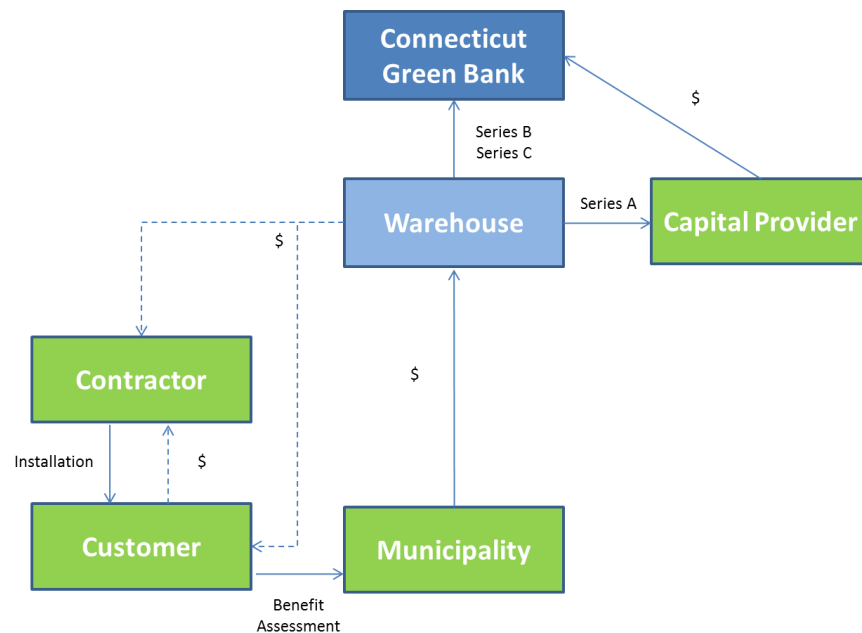 Connecticut
Green Bank
$
Series B
Series C
Warehouse
Series A
Capital Provider
$
Contractor
$
Installation
$
Customer
Municipality
Benefit
Assessment